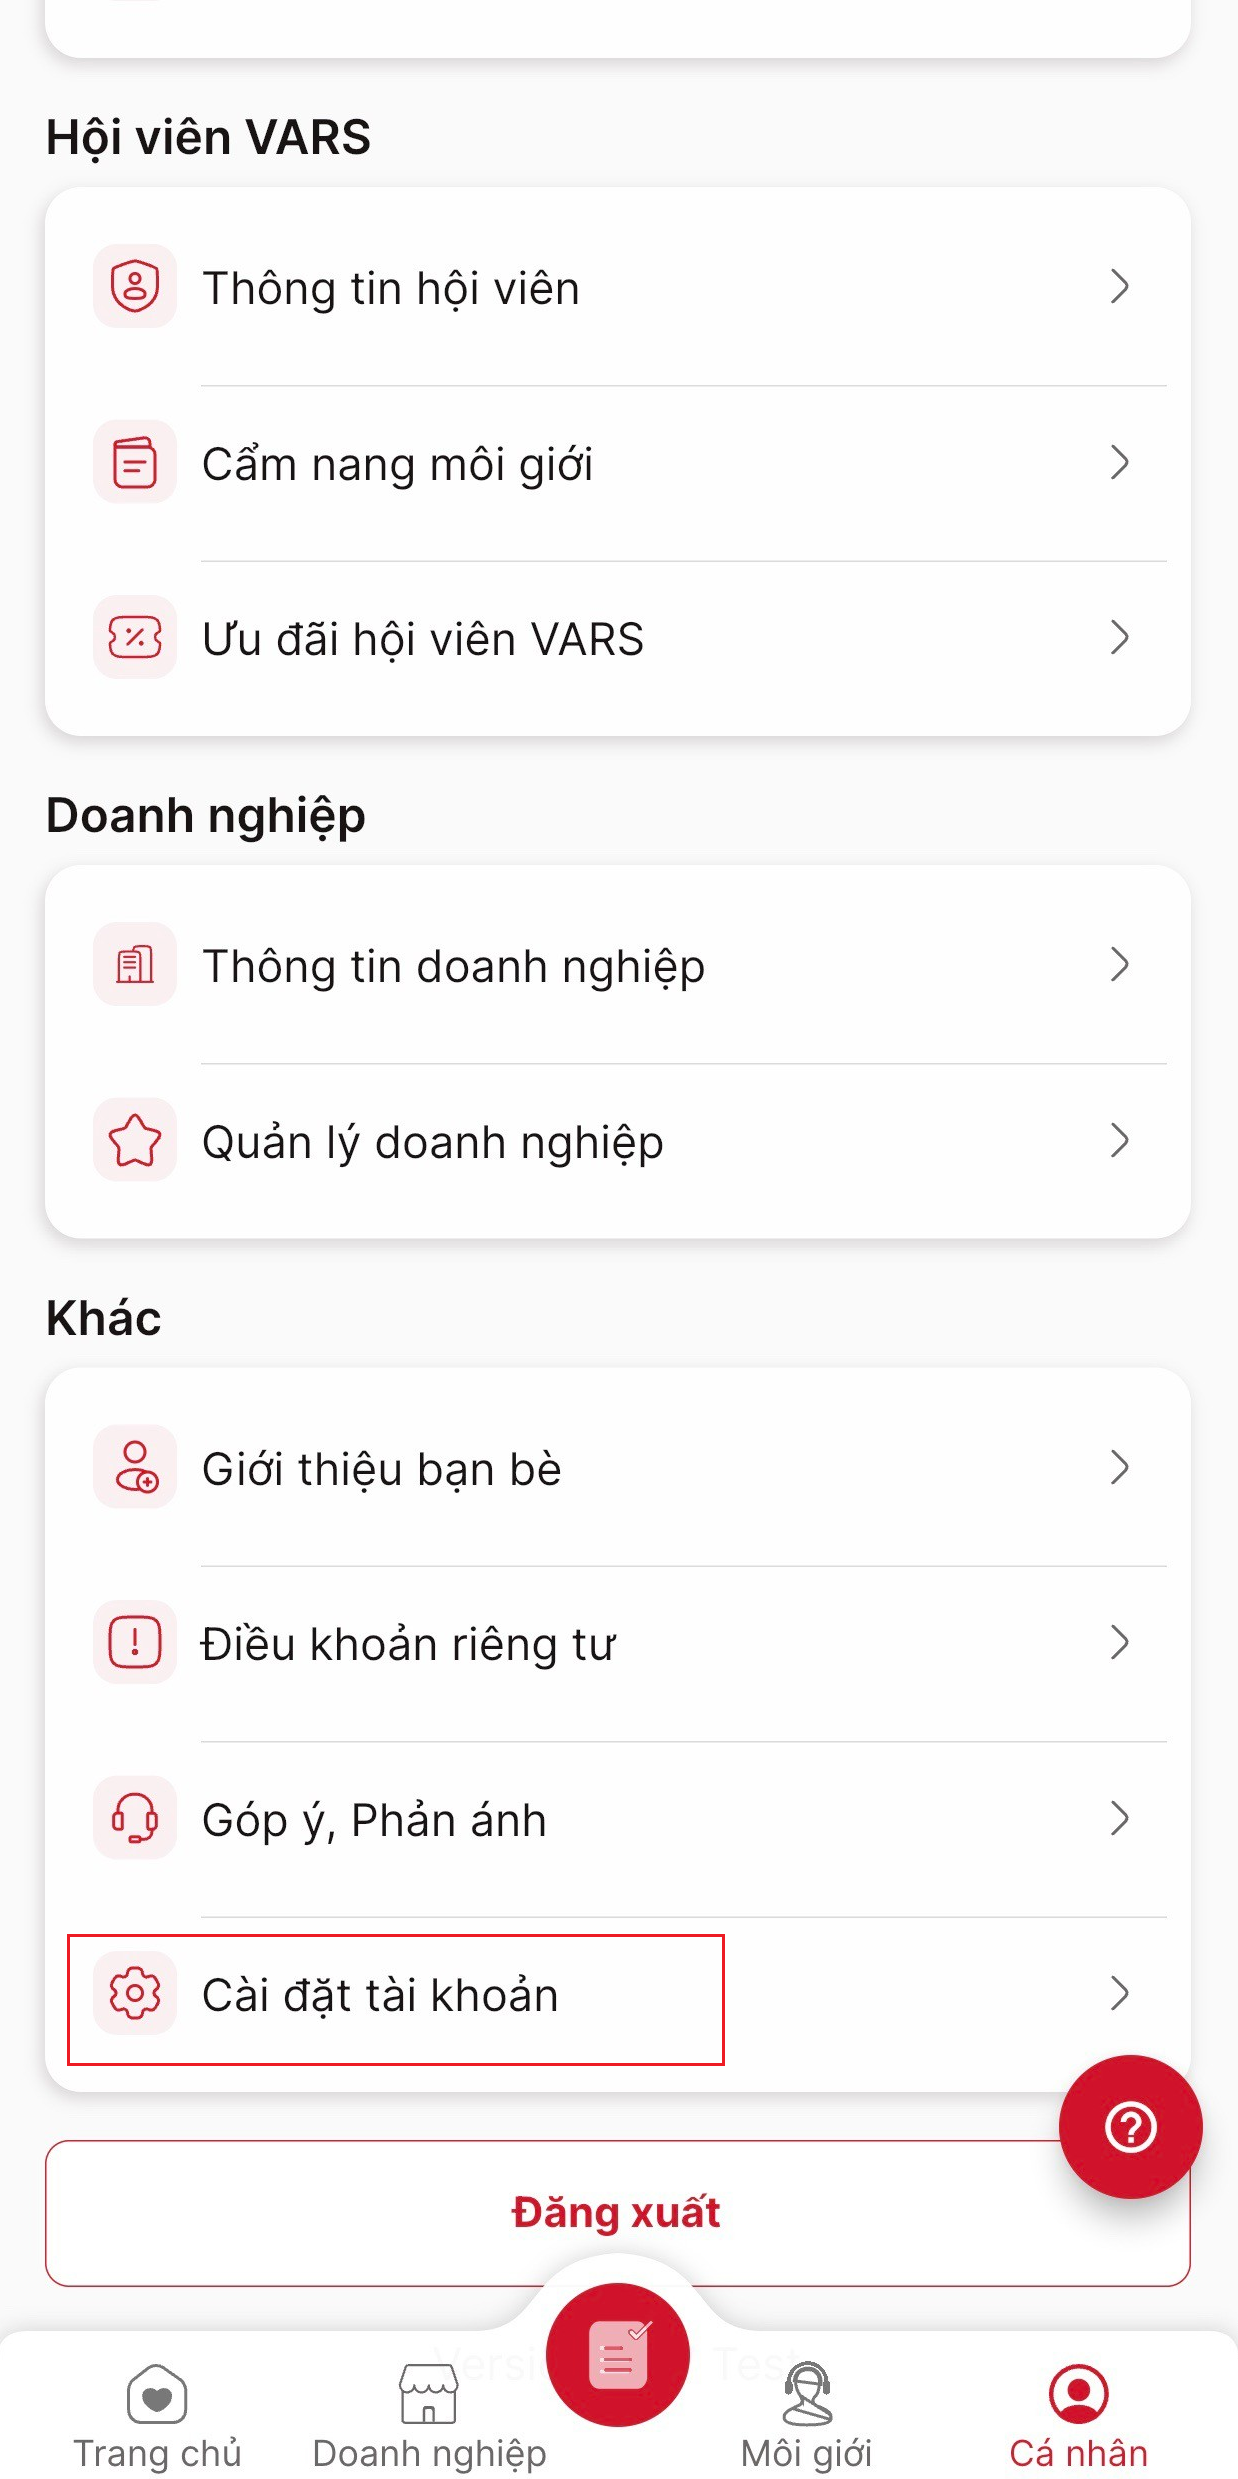 Hội viên VARS
Thông tin hội viên
Cẩm nang môi giới
Ưu đãi hội viên VARS
Doanh nghiệp
Thông tin doanh nghiệp
Quản lý doanh nghiệp
Khác
Giới thiệu bạn bè
Điều khoản riêng tư
Góp ý, Phản ánh
Cài đặt tài khoản
Đăng xuất
Trang chủ
Doanh nghiệp
Môi giới
Cá nhân